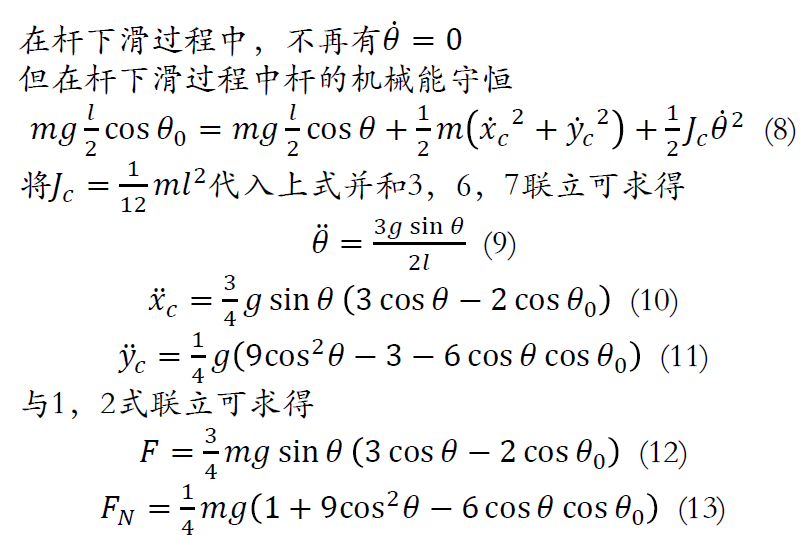 在杆下滑过程中，不再有θ̇ = 0
但在杆下滑过程中杆的机械能守恒
mg l/2 cos θ₀ = mg l/2 cos θ + 1/2 m(ẋ_c² + ẏ_c²) + 1/2 J_c θ̇² (8)
将J_c = 1/12 ml²代入上式并和3，6，7联立可求得
θ̈ = 3g sin θ / 2l (9)
ẍ_c = 3/4 g sin θ (3 cos θ − 2 cos θ₀) (10)
ÿ_c = 1/4 g(9cos²θ − 3 − 6 cos θ cos θ₀) (11)
与1，2式联立可求得
F = 3/4 mg sin θ (3 cos θ − 2 cos θ₀) (12)
F_N = 1/4 mg(1 + 9cos²θ − 6 cos θ cos θ₀) (13)